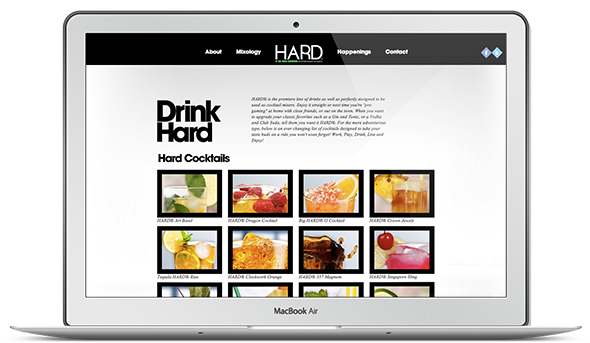 About Mixology HARD Happenings Contact
Drink
Hard
HARD® is the premiere line of drinks as well as perfectly designed to be
used as cocktail mixers. Enjoy it straight or next time you're "pre-
gaming" at home with close friends, or out on the town. When you want
to upgrade your classic favorites such as a Gin and Tonic, or a Vodka
and Club Soda, tell them you want it HARD®. For the more adventurous
type, below is an ever changing list of cocktails designed to take your
taste buds on a ride you won't soon forget! Work, Play, Drink, Live and
Enjoy!
Hard Cocktails
HARD® Art Basel HARD® Dragon Cocktail Big HARD® O Cocktail HARD® Crown Jewels
Tequila HARD® Rise HARD® Clockwork Orange HARD® 357 Magnum HARD® Singapore Sling
MacBook Air